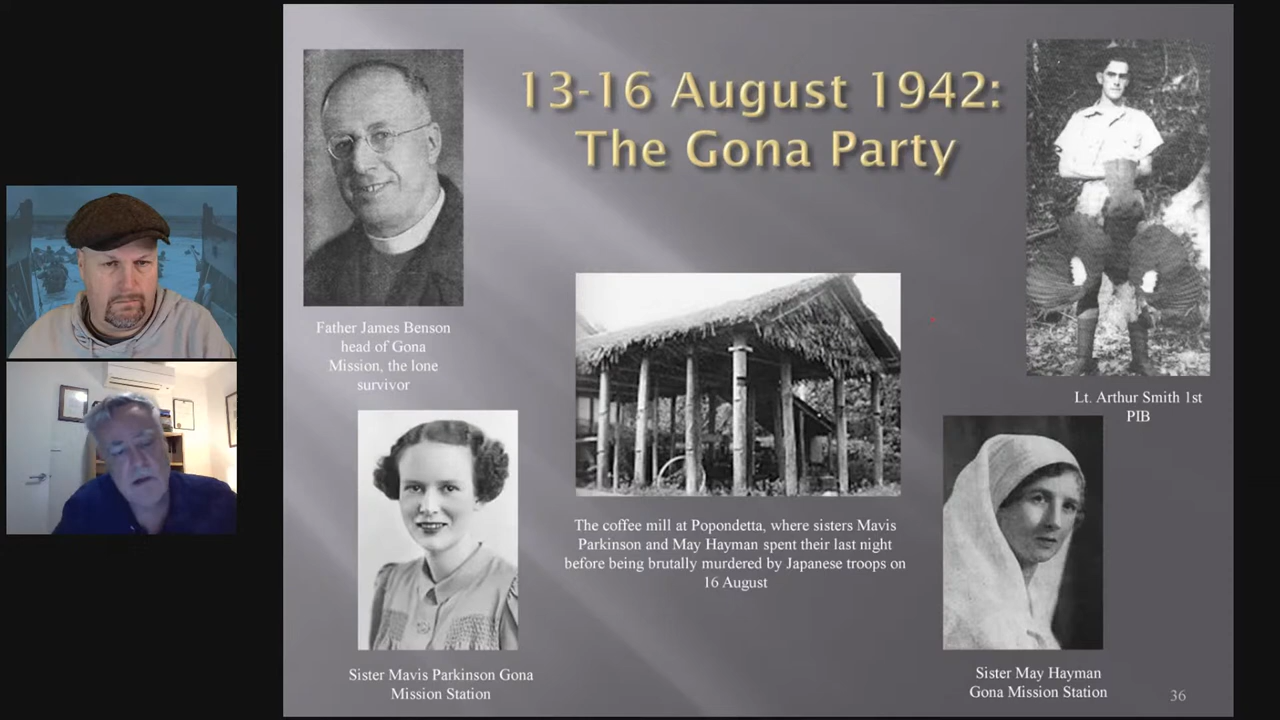 13-16 August 1942:
The Gona Party
Father James Benson
head of Gona
Mission, the lone
survivor
Lt. Arthur Smith 1st
PIB
The coffee mill at Popondetta, where sisters Mavis
Parkinson and May Hayman spent their last night
before being brutally murdered by Japanese troops on
16 August
Sister Mavis Parkinson Gona
Mission Station
Sister May Hayman
Gona Mission Station
36